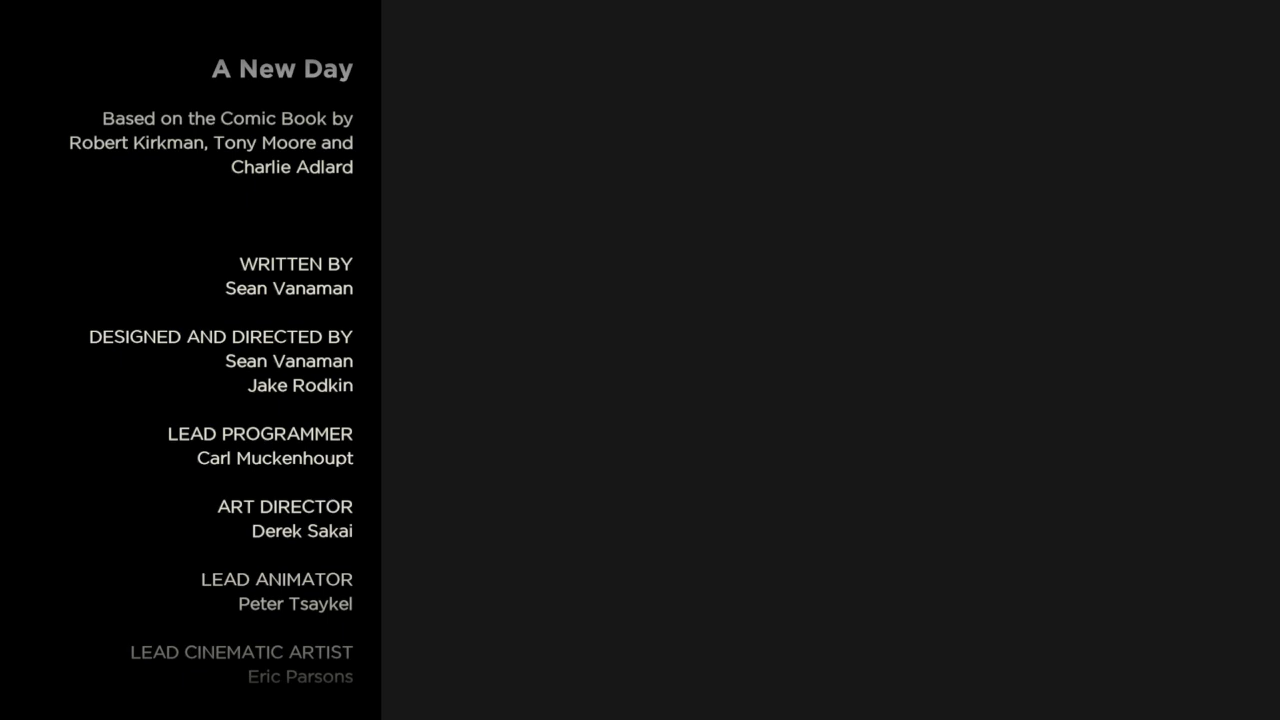 A New Day
Based on the Comic Book by
Robert Kirkman, Tony Moore and
Charlie Adlard
WRITTEN BY
Sean Vanaman
DESIGNED AND DIRECTED BY
Sean Vanaman
Jake Rodkin
LEAD PROGRAMMER
Carl Muckenhoupt
ART DIRECTOR
Derek Sakai
LEAD ANIMATOR
Peter Tsaykel
LEAD CINEMATIC ARTIST
Eric Parsons